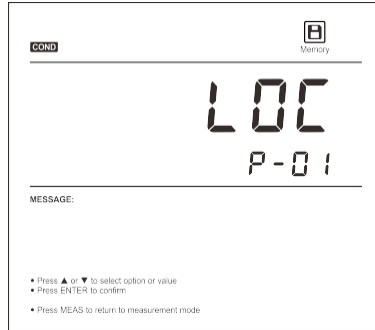 COND
Memory
LOC
P-01
MESSAGE:
• Press ▲ or ▼ to select option or value
• Press ENTER to confirm
• Press MEAS to return to measurement mode